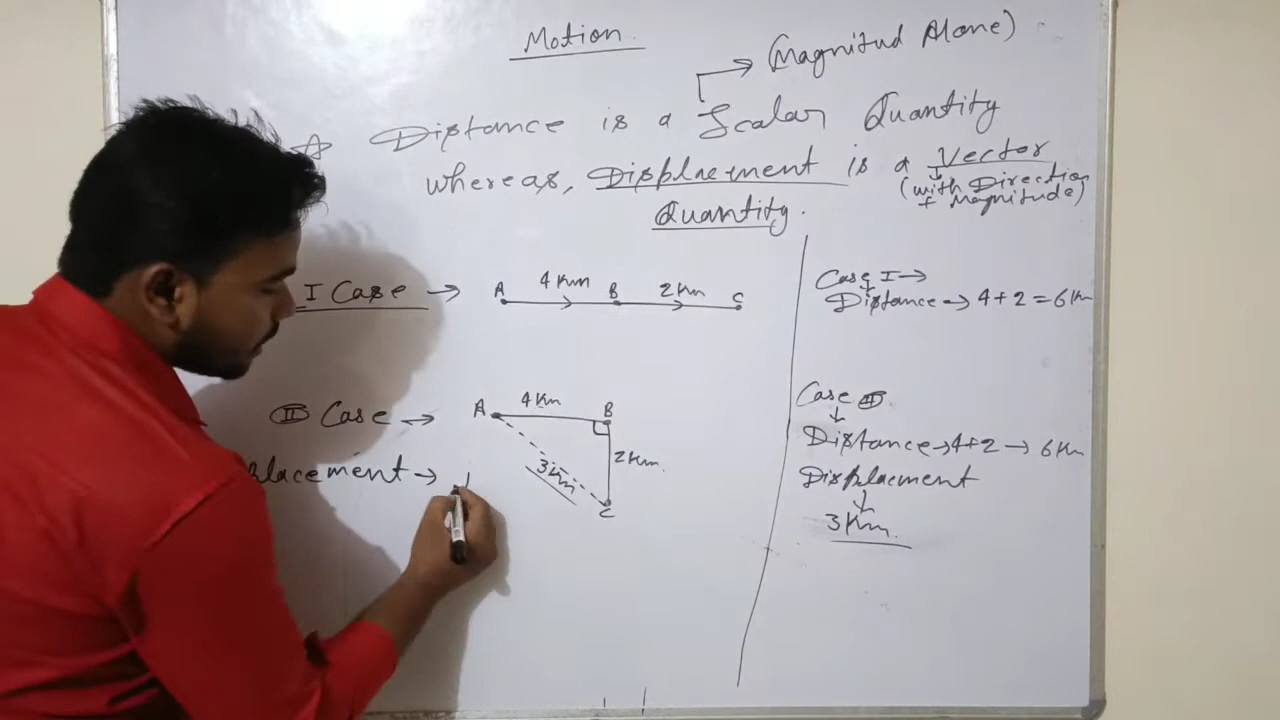 Motion.
(Magnitud Alone)
Distance is a Scalar Quantity
whereas, Displacement is a Vector
(with Direction
+ Magnitude)
Quantity.
I Case → A 4 Km B 2 Km C
Case I →
Distance → 4+2 = 6 Km
II Case → A 4 Km B
2 Km.
3 Km
C
placement →
Case II
Distance → 4+2 → 6 Km
Displacment
3 Km.